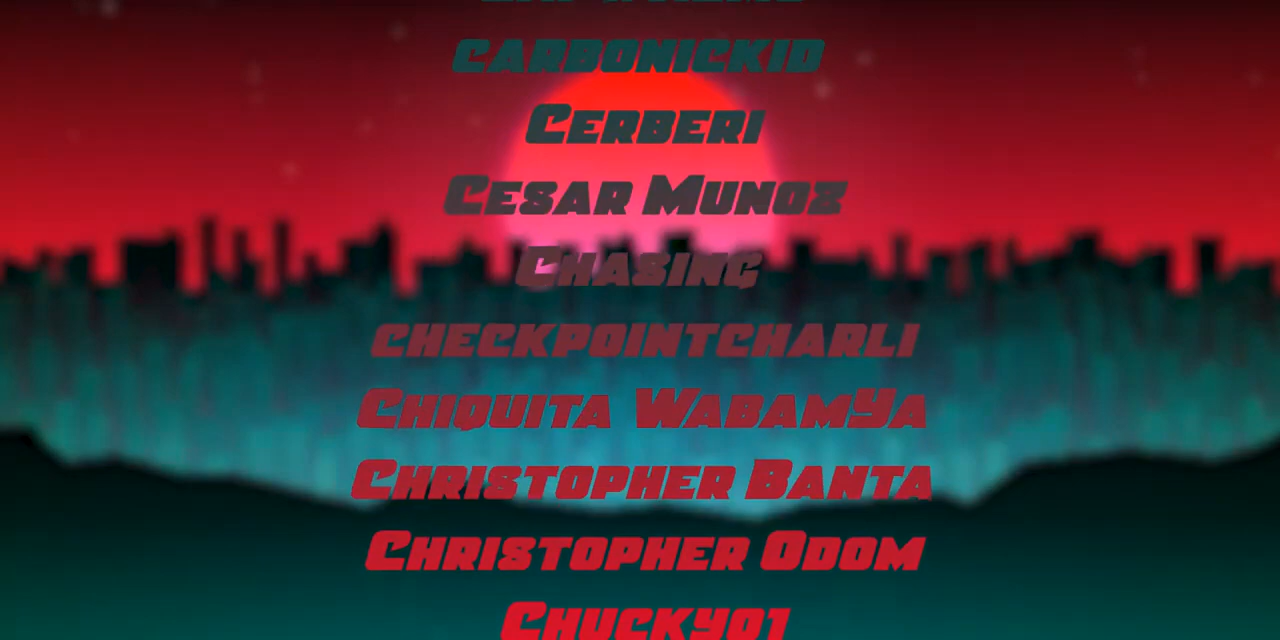 CARBONICKID
CERBERI
CESAR MUNOZ
CHASING
CHECKPOINTCHARLI
CHIQUITA WABAMYA
CHRISTOPHER BANTA
CHRISTOPHER ODOM
CHUCKY01